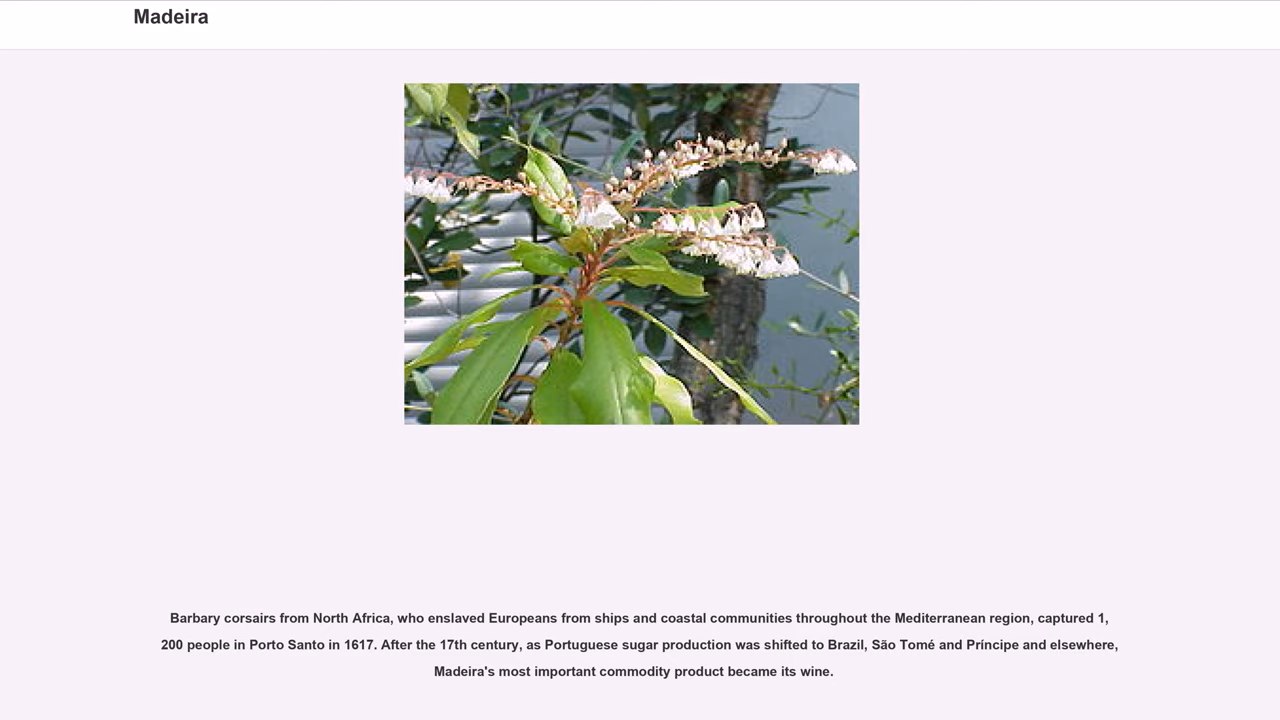 Madeira
Barbary corsairs from North Africa, who enslaved Europeans from ships and coastal communities throughout the Mediterranean region, captured 1,
200 people in Porto Santo in 1617. After the 17th century, as Portuguese sugar production was shifted to Brazil, São Tomé and Príncipe and elsewhere,
Madeira's most important commodity product became its wine.